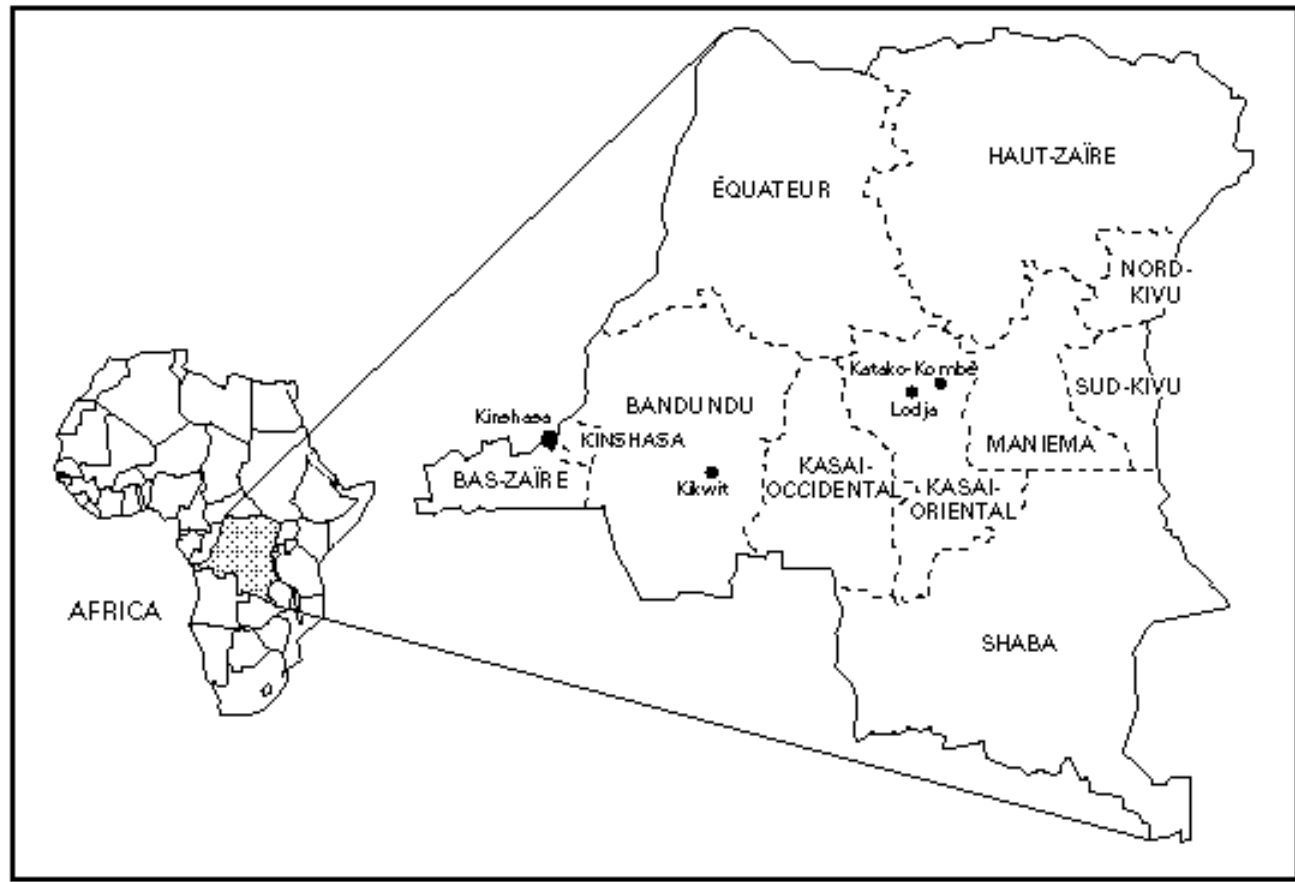 HAUT-ZAÏRE
ÉQUATEUR
NORD-
KIVU
Katako-Kombe
SUD-KIVU
Lodja
BANDUNDU
Kinshasa
KINSHASA
MANIEMA
BAS-ZAÏRE
Kikwit
KASAI-
OCCIDENTAL
KASAI-
ORIENTAL
AFRICA
SHABA